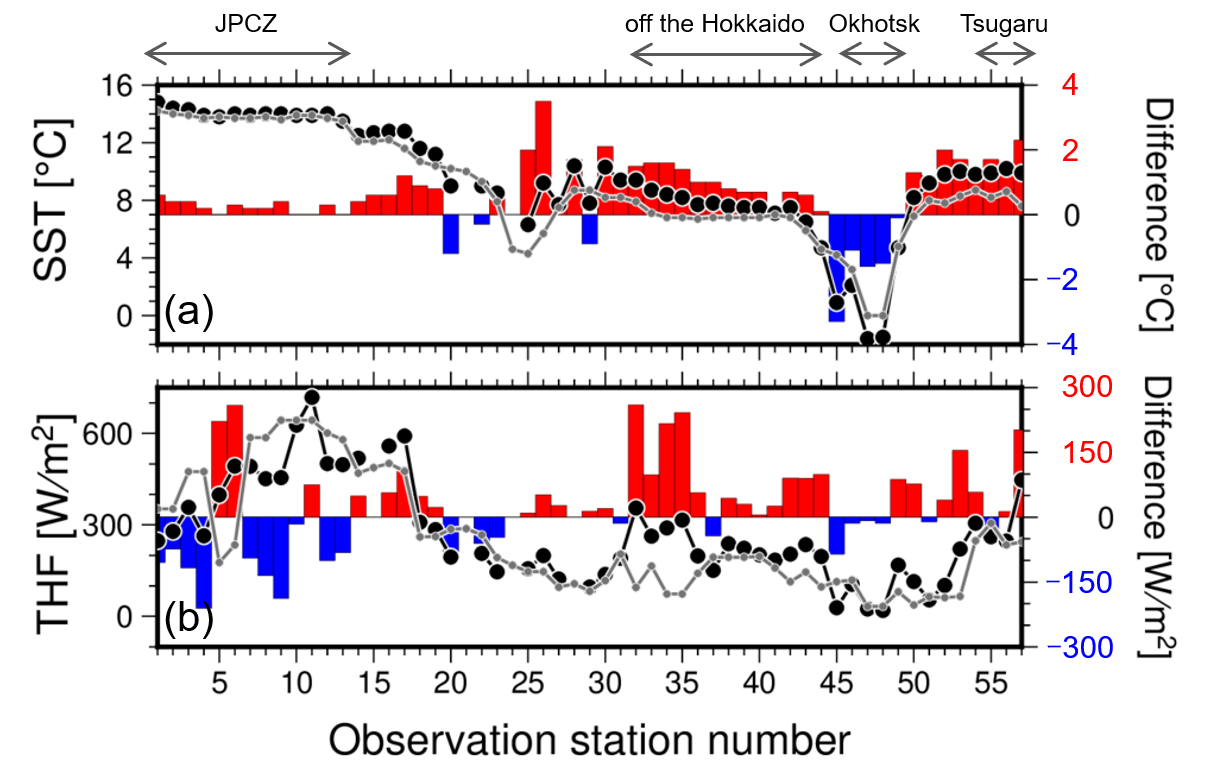 JPCZ off the Hokkaido Okhotsk Tsugaru
16 4
12 2
8 0
4 −2
0 −4
SST [°C]
Difference [°C]
(a)
300
600 150
300 0
−150
0 −300
THF [W/m²]
Difference [W/m²]
(b)
5 10 15 20 25 30 35 40 45 50 55
Observation station number